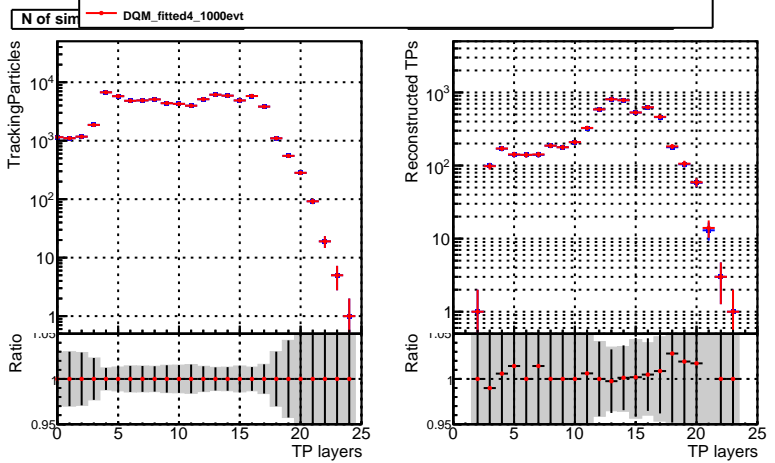 N of sim
DQM_fitted4_1000evt
TrackingParticles
10^4
10^3
10^2
10
1
Ratio
1.05
1
0.95
0 5 10 15 20 25
TP layers
Reconstructed TPs
10^3
10^2
10
1
Ratio
1.05
1
0.95
0 5 10 15 20 25
TP layers